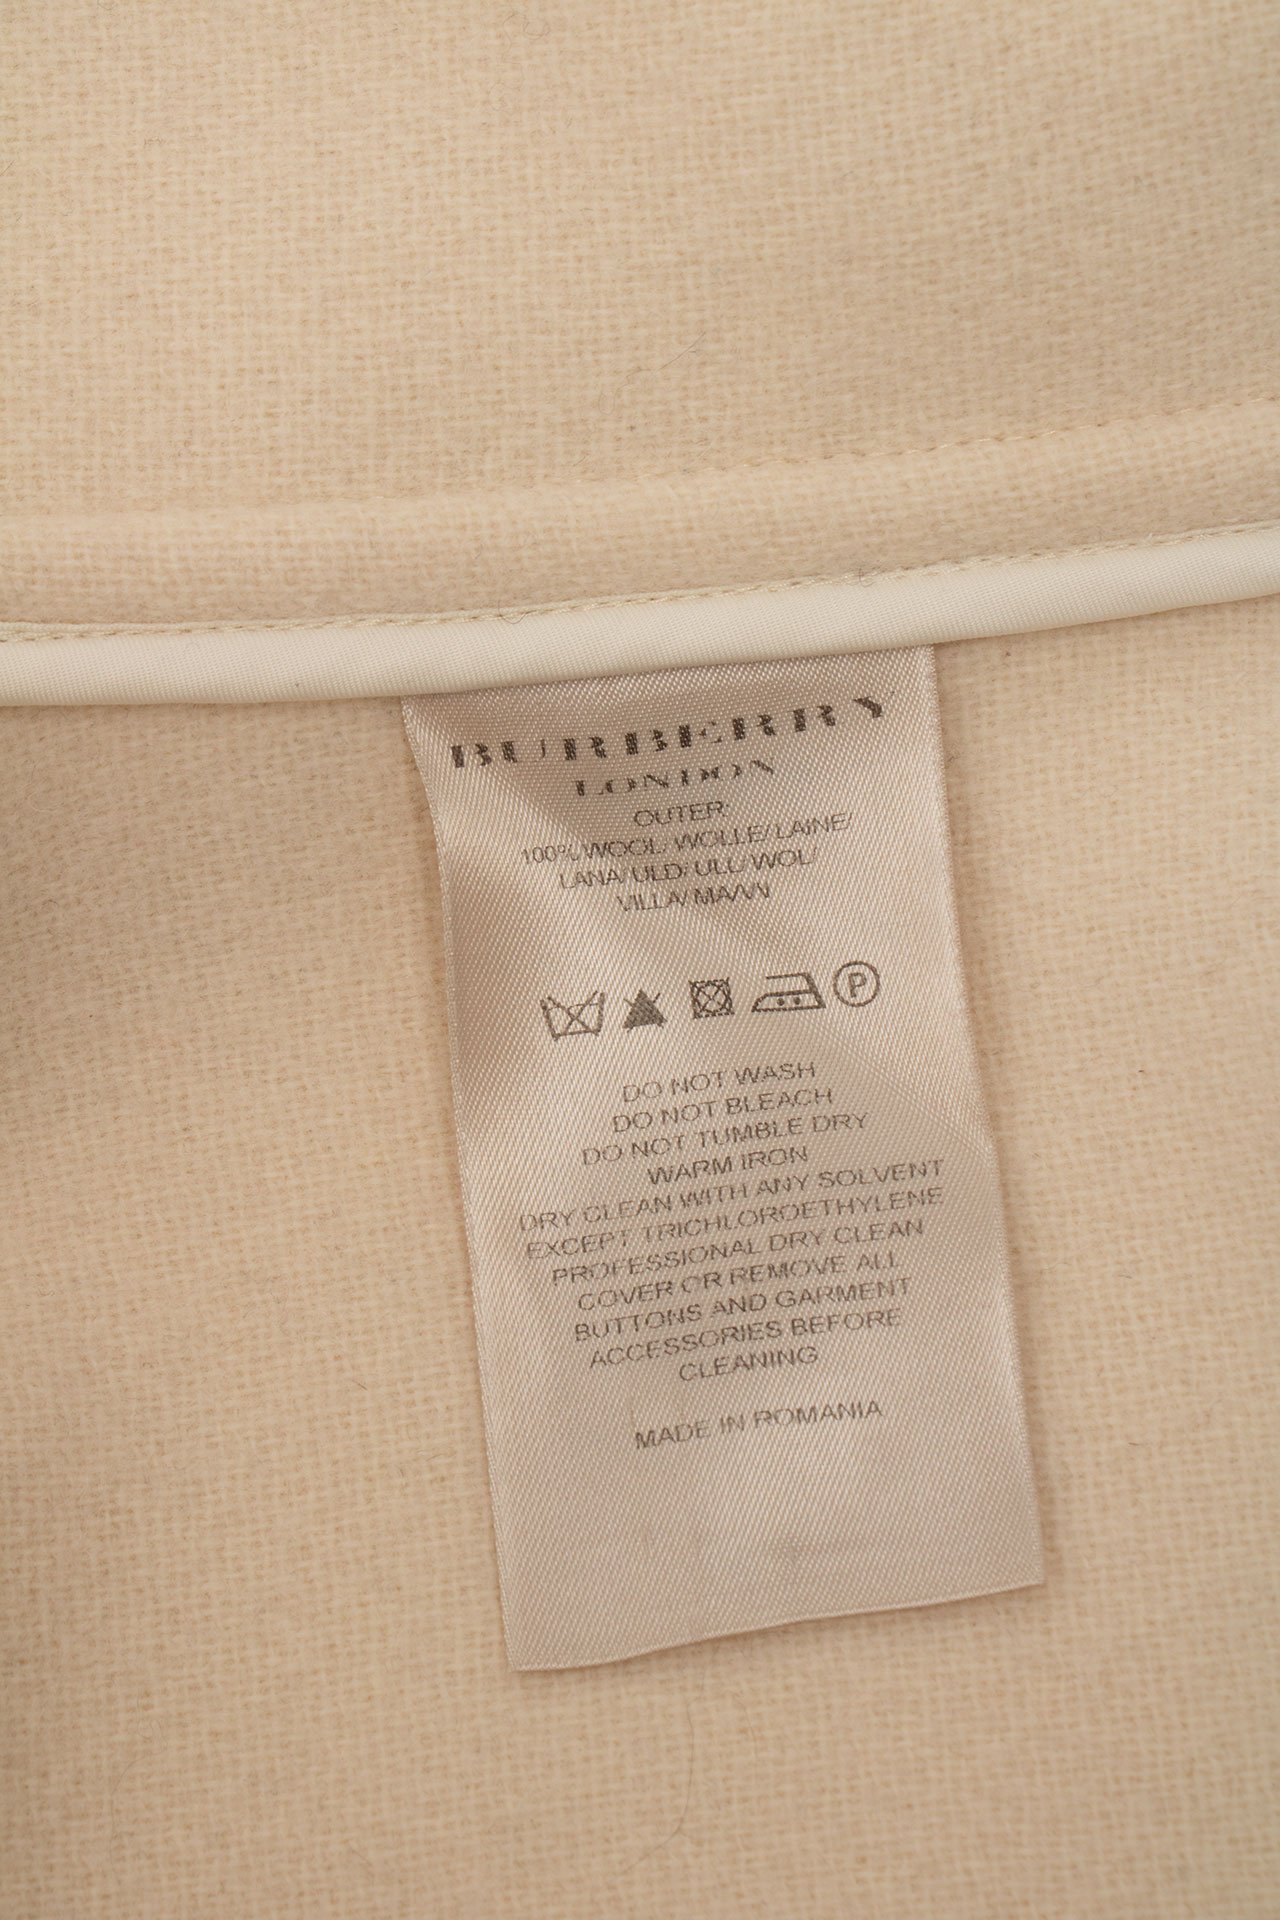 BURBERRY
LONDON
OUTER:
100% WOOL/ WOLLE/ LAINE/
LANA/ ULD/ ULL/ WOL/
VILLA/ MA/VI/
P
DO NOT WASH
DO NOT BLEACH
DO NOT TUMBLE DRY
WARM IRON
DRY CLEAN WITH ANY SOLVENT
EXCEPT TRICHLOROETHYLENE
PROFESSIONAL DRY CLEAN
COVER OR REMOVE ALL
BUTTONS AND GARMENT
ACCESSORIES BEFORE
CLEANING
MADE IN ROMANIA